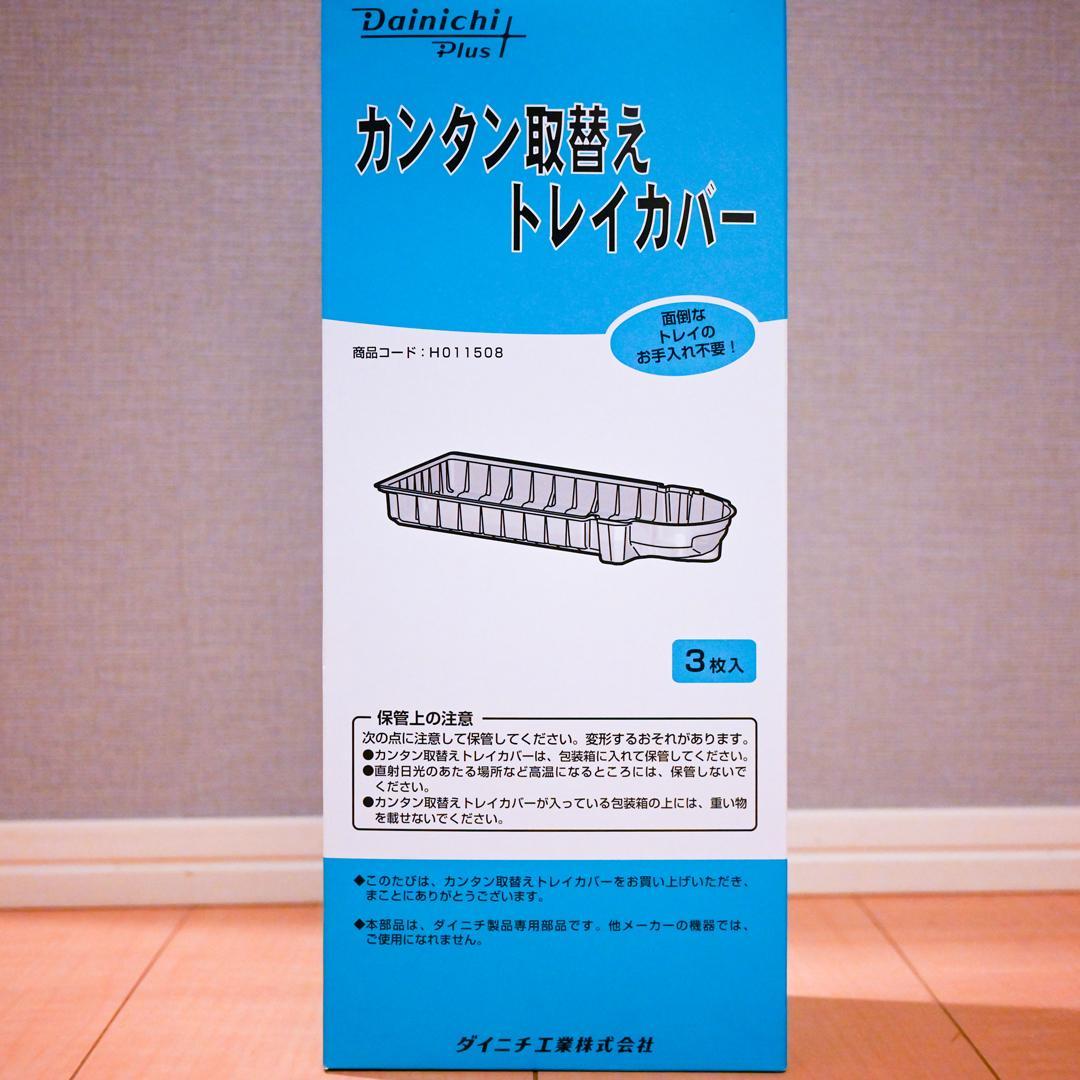 Dainichi
Plus
カンタン取替え
トレイカバー
面倒な
トレイの
お手入れ不要！
商品コード：H011508
3枚入
保管上の注意
次の点に注意して保管してください。変形するおそれがあります。
●カンタン取替えトレイカバーは、包装箱に入れて保管してください。
●直射日光のあたる場所など高温になるところには、保管しないで
ください。
●カンタン取替えトレイカバーが入っている包装箱の上には、重い物
を載せないでください。
◆このたびは、カンタン取替えトレイカバーをお買い上げいただき、
まことにありがとうございます。
◆本部品は、ダイニチ製品専用部品です。他メーカーの機器では、
ご使用になれません。
ダイニチ工業株式会社